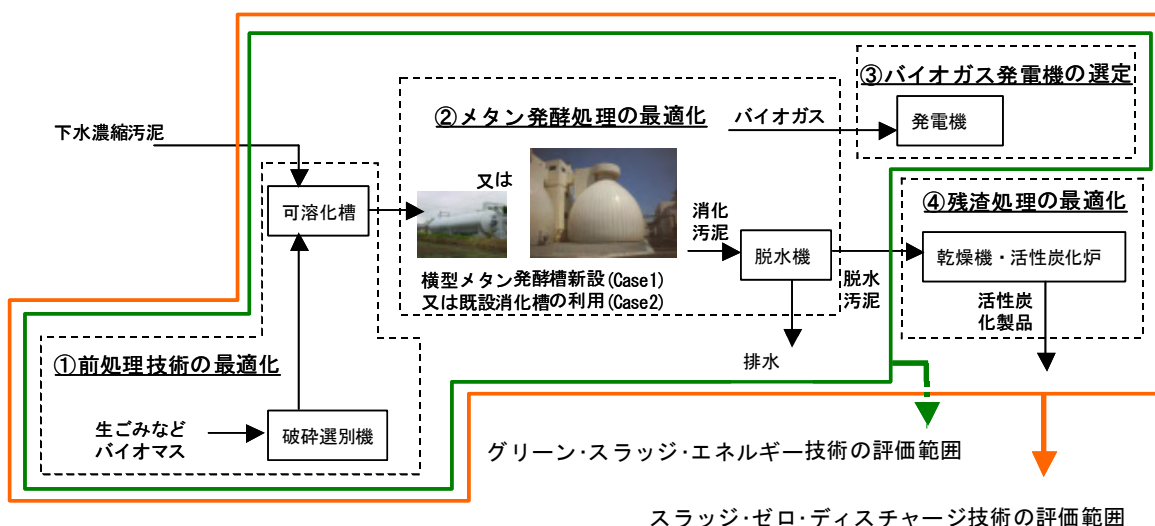 ③バイオガス発電機の選定
発電機
②メタン発酵処理の最適化
バイオガス
下水濃縮汚泥
又は
可溶化槽
消化
汚泥
脱水機
横型メタン発酵槽新設(Case1)
又は既設消化槽の利用(Case2)
脱水
汚泥
④残渣処理の最適化
乾燥機・活性炭化炉
活性炭
化製品
①前処理技術の最適化
排水
生ごみなど
バイオマス
破砕選別機
グリーン・スラッジ・エネルギー技術の評価範囲
スラッジ・ゼロ・ディスチャージ技術の評価範囲